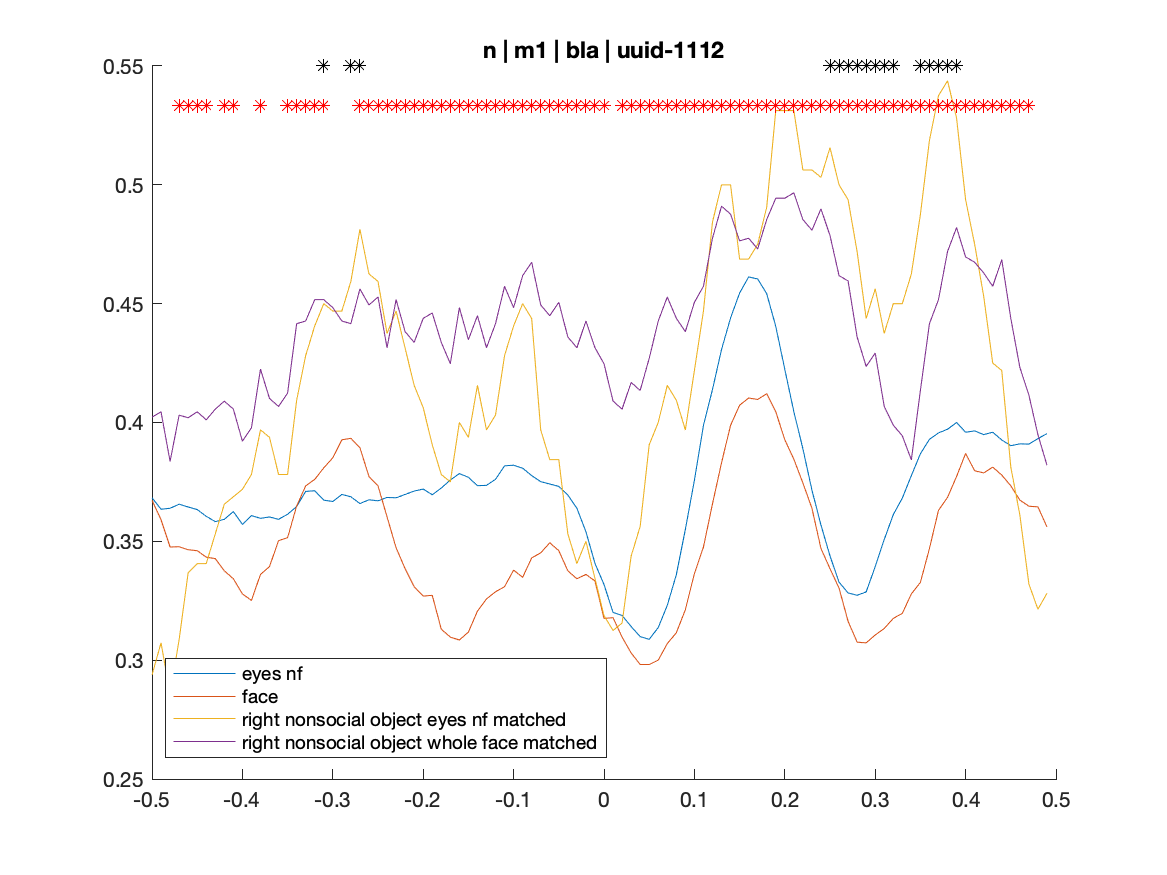 n | m1 | bla | uuid-1112
0.55
0.5
0.45
0.4
0.35
0.3
0.25
eyes nf
face
right nonsocial object eyes nf matched
right nonsocial object whole face matched
-0.5 -0.4 -0.3 -0.2 -0.1 0 0.1 0.2 0.3 0.4 0.5